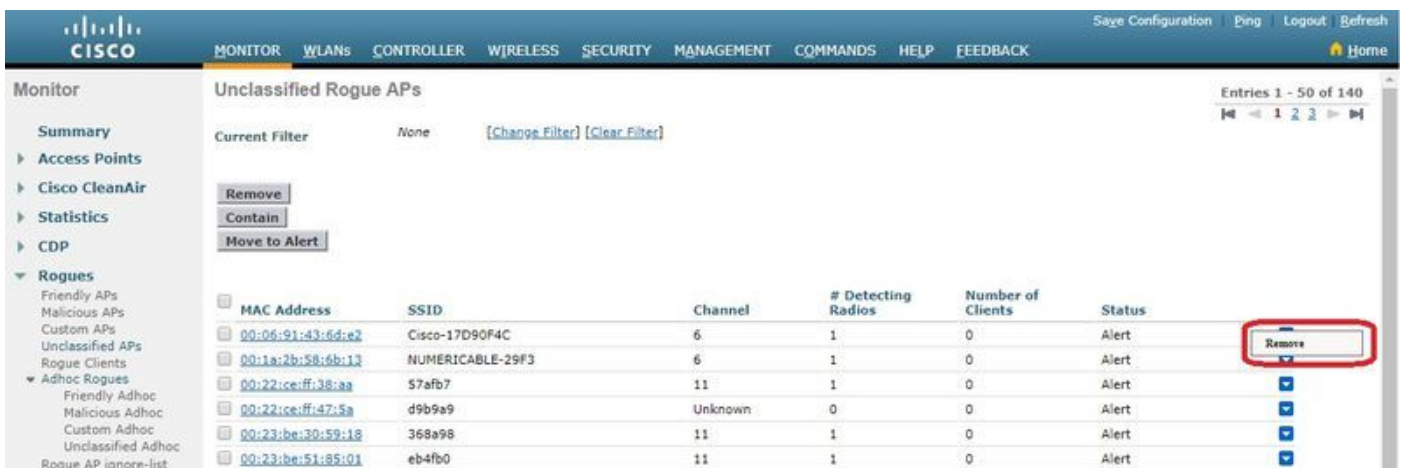 Save Configuration Ping Logout Refresh
CISCO MONITOR WLANs CONTROLLER WIRELESS SECURITY MANAGEMENT COMMANDS HELP FEEDBACK Home
Monitor
Summary
Access Points
Cisco CleanAir
Statistics
CDP
Rogues
Friendly APs
Malicious APs
Custom APs
Unclassified APs
Rogue Clients
Adhoc Rogues
Friendly Adhoc
Malicious Adhoc
Custom Adhoc
Unclassified Adhoc
Rogue AP ignore-list
Unclassified Rogue APs
Entries 1 - 50 of 140
1 2 3
Current Filter None [Change Filter] [Clear Filter]
Remove
Contain
Move to Alert
MAC Address SSID Channel # Detecting Radios Number of Clients Status
00:06:91:43:6d:e2 Cisco-17D90F4C 6 1 0 Alert
Remove
00:1a:2b:58:6b:13 NUMERICABLE-29F3 6 1 0 Alert
00:22:ce:ff:38:aa 57afb7 11 1 0 Alert
00:22:ce:ff:47:5a d9b9a9 Unknown 0 0 Alert
00:23:be:30:59:18 368a98 11 1 0 Alert
00:23:be:51:85:01 eb4fb0 11 1 0 Alert